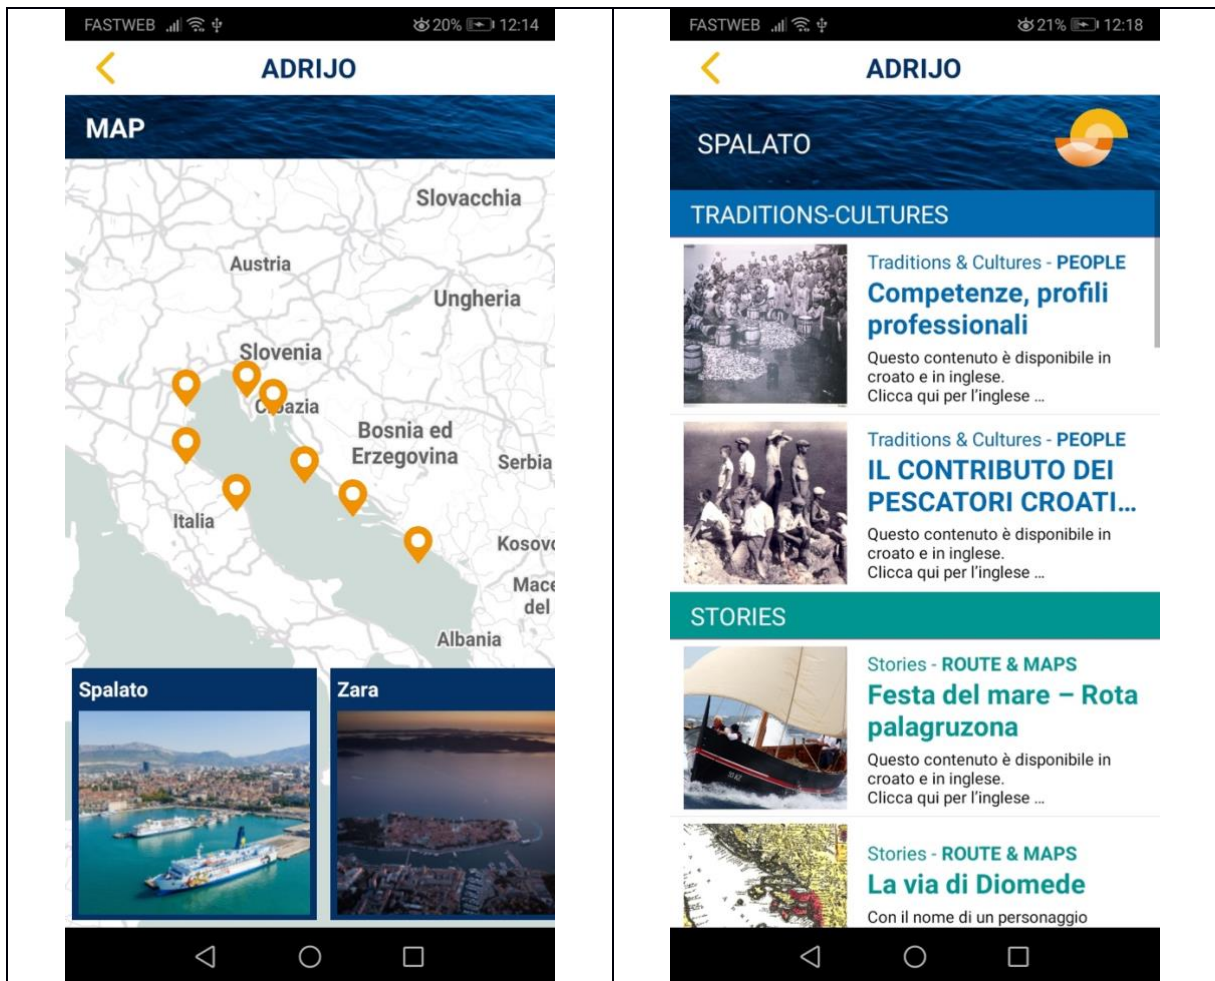 FASTWEB 20% 12:14
ADRIJO
MAP
Slovacchia
Austria
Ungheria
Slovenia
Croazia
Bosnia ed
Erzegovina
Serbia
Italia
Kosovo
Mace
del
Albania
Spalato
Zara
FASTWEB 21% 12:18
ADRIJO
SPALATO
TRADITIONS-CULTURES
Traditions & Cultures - PEOPLE
Competenze, profili
professionali
Questo contenuto è disponibile in
croato e in inglese.
Clicca qui per l'inglese ...
Traditions & Cultures - PEOPLE
IL CONTRIBUTO DEI
PESCATORI CROATI...
Questo contenuto è disponibile in
croato e in inglese.
Clicca qui per l'inglese ...
STORIES
Stories - ROUTE & MAPS
Festa del mare – Rota
palagruzona
Questo contenuto è disponibile in
croato e in inglese.
Clicca qui per l'inglese ...
Stories - ROUTE & MAPS
La via di Diomede
Con il nome di un personaggio